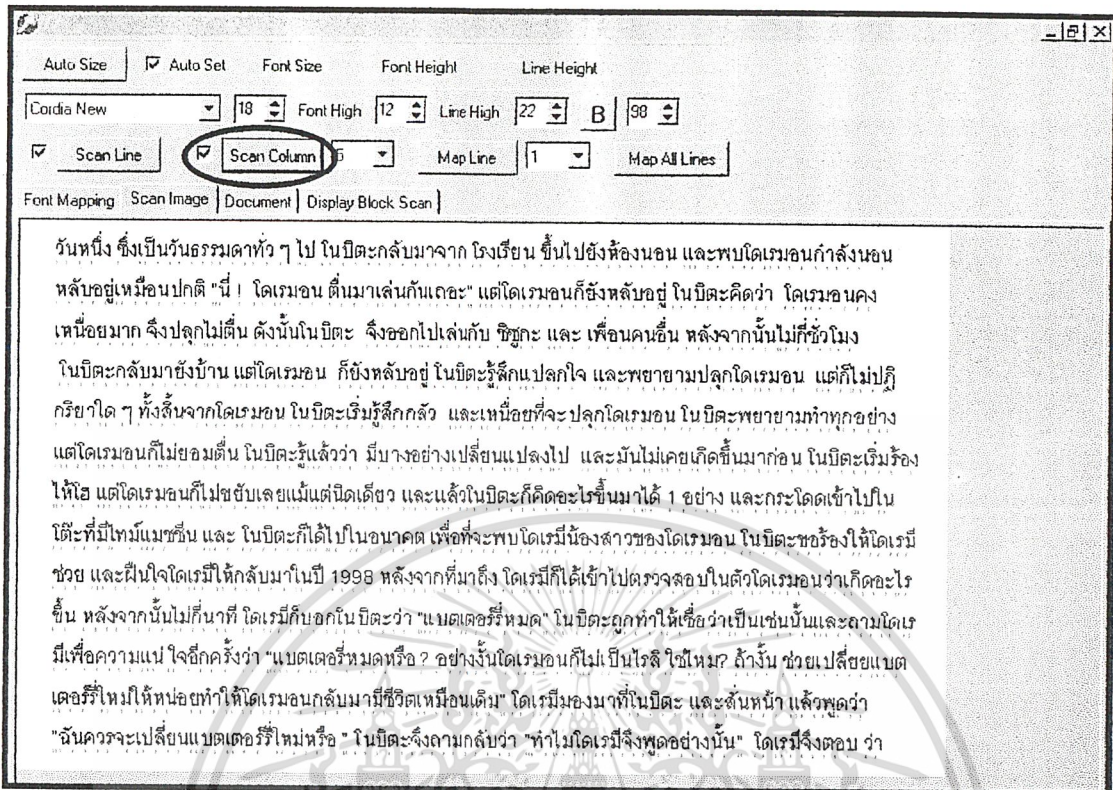 Auto Size Auto Set Font Size Font Height Line Height
Cordia New 18 Font High 12 Line High 22 B 98
Scan Line Scan Column Map Line 1 Map All Lines
Font Mapping Scan Image Document Display Block Scan
วันหนึ่ง ซึ่งเป็นวันธรรมดาทั่ว ๆ ไป โนบิตะกลับมาจาก โรงเรียน ขึ้นไปยังห้องนอน และพบโดเรมอนกำลังนอน
หลับอยู่เหมือนปกติ "นี่ ! โดเรมอน ตื่นมาเล่นกันเถอะ" แต่โดเรมอนก็ยังหลับอยู่ โนบิตะคิดว่า โดเรมอนคง
เหนื่อยมาก จึงปลุกไม่ตื่น ดังนั้นโนบิตะ จึงออกไปเล่นกับ ชิซูกะ และ เพื่อนคนอื่น หลังจากนั้นไม่กี่ชั่วโมง
โนบิตะกลับมายังบ้าน แต่โดเรมอน ก็ยังหลับอยู่ โนบิตะรู้สึกแปลกใจ และพยายามปลุกโดเรมอน แต่ก็ไม่ปฏิ
กริยาใด ๆ ทั้งสิ้นจากโดเรมอน โนบิตะเริ่มรู้สึกกลัว และเหนื่อยที่จะปลุกโดเรมอน โนบิตะพยายามทำทุกอย่าง
แต่โดเรมอนก็ไม่ยอมตื่น โนบิตะรู้แล้วว่า มีบางอย่างเปลี่ยนแปลงไป และมันไม่เคยเกิดขึ้นมาก่อน โนบิตะเริ่มร้อง
ไห้โฮ แต่โดเรมอนก็ไม่ขยับเลยแม้แต่นิดเดียว และแล้วโนบิตะก็คิดอะไรขึ้นมาได้ 1 อย่าง และกระโดดเข้าไปใน
โต๊ะที่มีไทม์แมชชีน และ โนบิตะก็ได้ไปในอนาคต เพื่อที่จะพบโดเรมีน้องสาวของโดเรมอน โนบิตะขอร้องให้โดเรมี
ช่วย และฝืนใจโดเรมีให้กลับมาในปี 1998 หลังจากที่มาถึง โดเรมีก็ได้เข้าไปตรวจสอบในตัวโดเรมอนว่าเกิดอะไร
ขึ้น หลังจากนั้นไม่กี่นาที โดเรมีก็บอกโนบิตะว่า "แบตเตอร์รี่หมด" โนบิตะถูกทำให้เชื่อว่าเป็นเช่นนั้นและถามโดเร
มีเพื่อความแน่ ใจอีกครั้งว่า "แบตเตอรี่หมดหรือ ? อย่างงั้นโดเรมอนก็ไม่เป็นไรสิ ใช่ไหม? ถ้างั้น ช่วยเปลี่ยยแบต
เตอร์รี่ใหม่ให้หน่อยทำให้โดเรมอนกลับมามีชีวิตเหมือนเดิม" โดเรมีมองมาที่โนบิตะ และสั่นหน้า แล้วพูดว่า
"ฉันควรจะเปลี่ยนแบตเตอร์รี่ใหม่หรือ " โนบิตะจึงถามกลับว่า "ทำไมโดเรมีจึงพูดอย่างนั้น" โดเรมีจึงตอบ ว่า